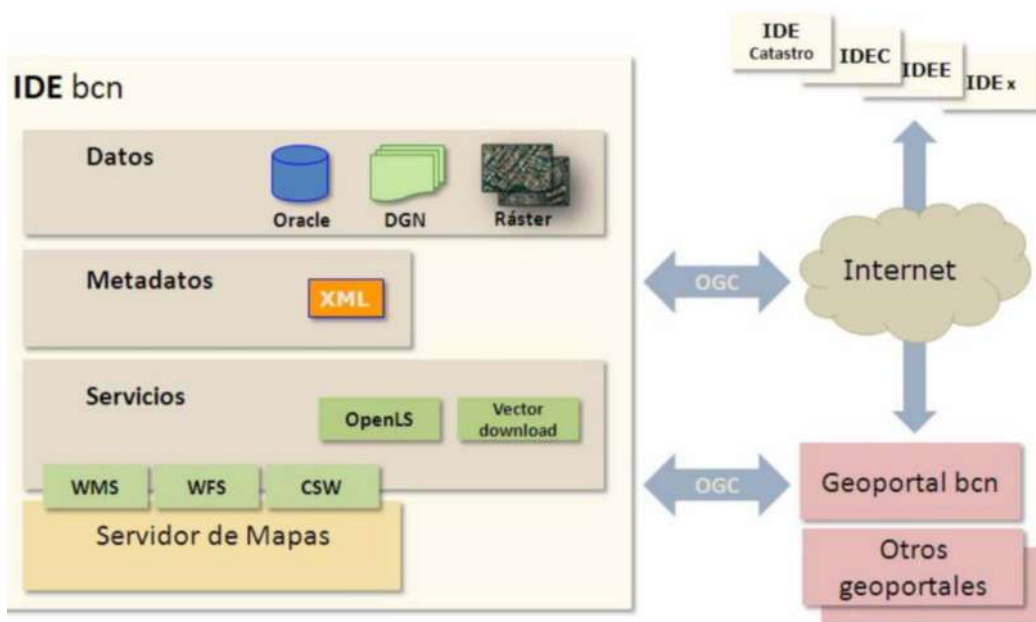 IDE bcn
Datos
Oracle
DGN
Ráster
Metadatos
XML
Servicios
OpenLS
Vector
download
WMS
WFS
CSW
Servidor de Mapas
IDE
Catastro
IDEC
IDEE
IDE x
OGC
Internet
OGC
Geoportal bcn
Otros
geoportales